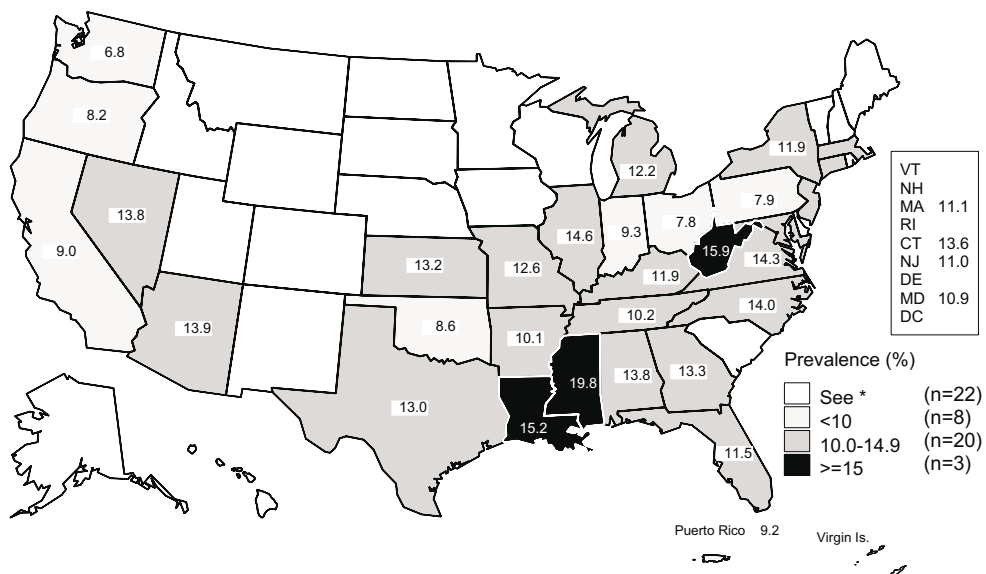 6.8
8.2
11.9
12.2
7.9
13.8
14.6
9.3
7.8
9.0
15.9
14.3
13.2
12.6
11.9
13.9
8.6
10.2
14.0
10.1
19.8
13.8
13.3
13.0
15.2
11.5
VT
NH
MA 11.1
RI
CT 13.6
NJ 11.0
DE
MD 10.9
DC
Prevalence (%)
See * (n=22)
<10 (n=8)
10.0-14.9 (n=20)
>=15 (n=3)
Puerto Rico 9.2
Virgin Is.